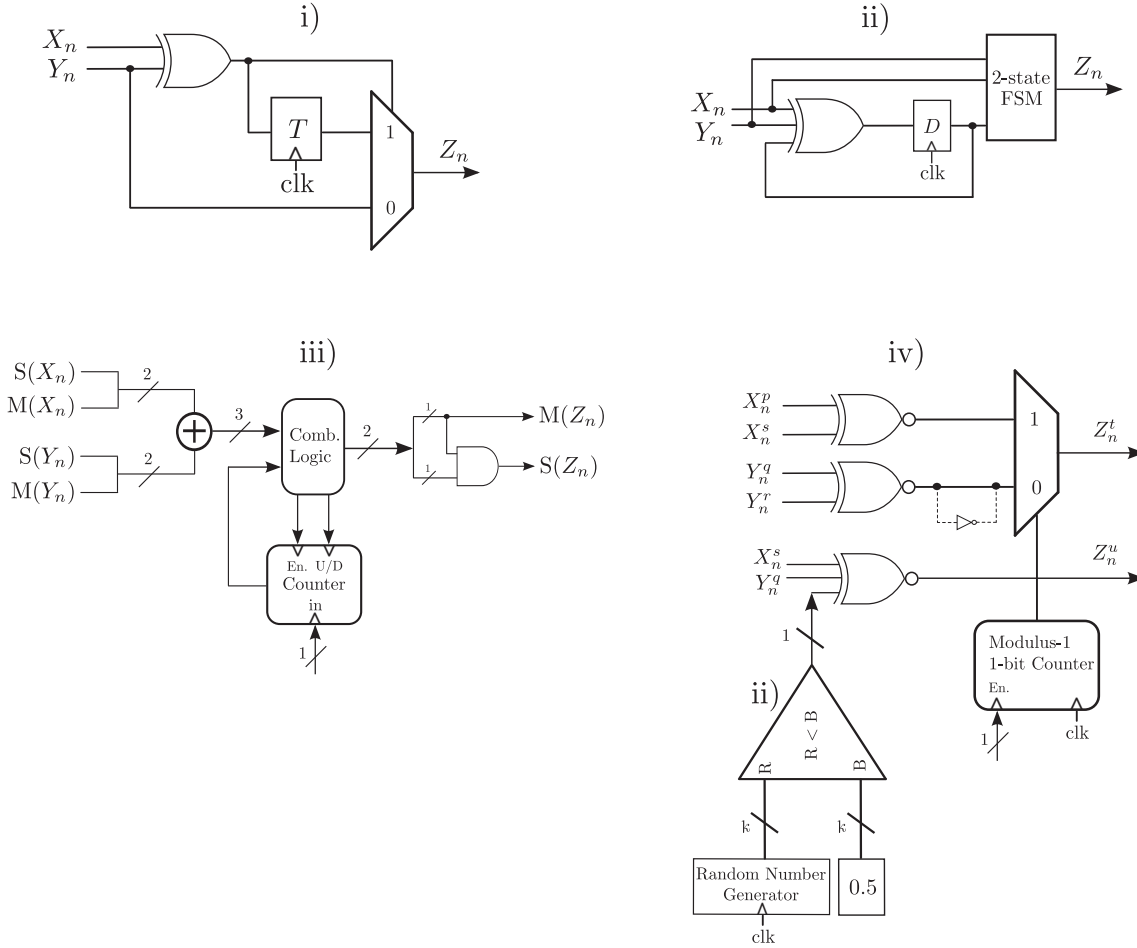 i)
X_n
Y_n
T
clk
1
0
Z_n
ii)
X_n
Y_n
D
clk
2-state
FSM
Z_n
iii)
S(X_n)
M(X_n)
S(Y_n)
M(Y_n)
2
2
+
3
Comb.
Logic
2
1
1
M(Z_n)
S(Z_n)
En. U/D
Counter
in
1
iv)
X_n^p
X_n^s
Y_n^q
Y_n^r
1
0
Z_n^t
X_n^s
Y_n^q
Z_n^u
1
Modulus-1
1-bit Counter
En.
clk
1
ii)
R < B
R
B
k
k
Random Number
Generator
clk
0.5